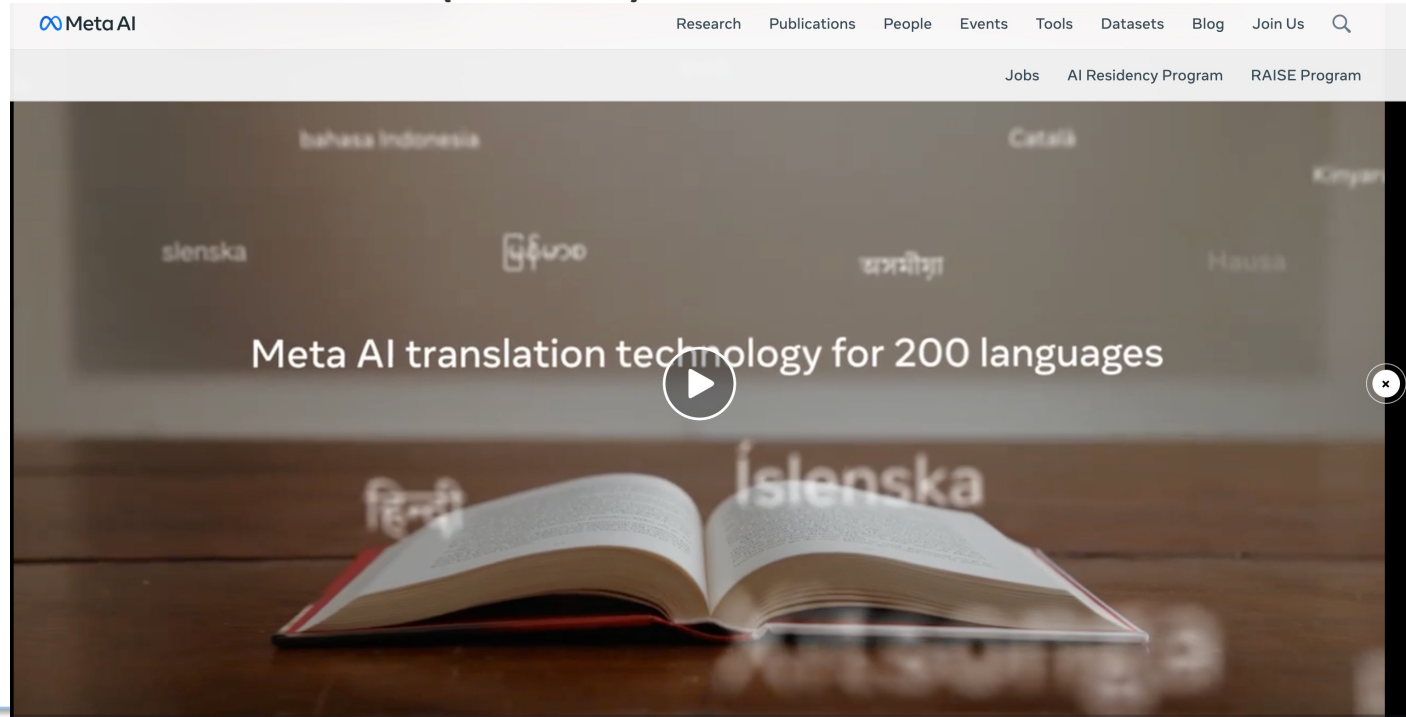 Meta AI
Research Publications People Events Tools Datasets Blog Join Us
Jobs AI Residency Program RAISE Program
bahasa Indonesia
Català
slenska
မြန်မာစာ
অসমীয়া
Hausa
Meta AI translation technology for 200 languages
Íslenska
हिन्दी